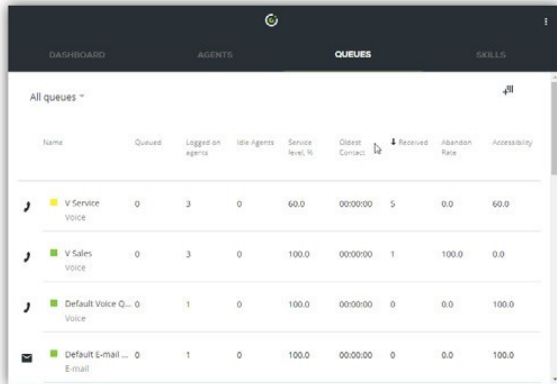 DASHBOARD AGENTS QUEUES SKILLS
All queues
Name Queued Logged on agents Idle Agents Service level, % Oldest Contact Received Abandon Rate Accessibility
V Service 0 3 0 60.0 00:00:00 5 0.0 60.0
Voice
V Sales 0 3 0 100.0 00:00:00 1 100.0 0.0
Voice
Default Voice Q... 0 1 0 100.0 00:00:00 0 0.0 100.0
Voice
Default E-mail ... 0 1 0 100.0 00:00:00 0 0.0 100.0
E-mail